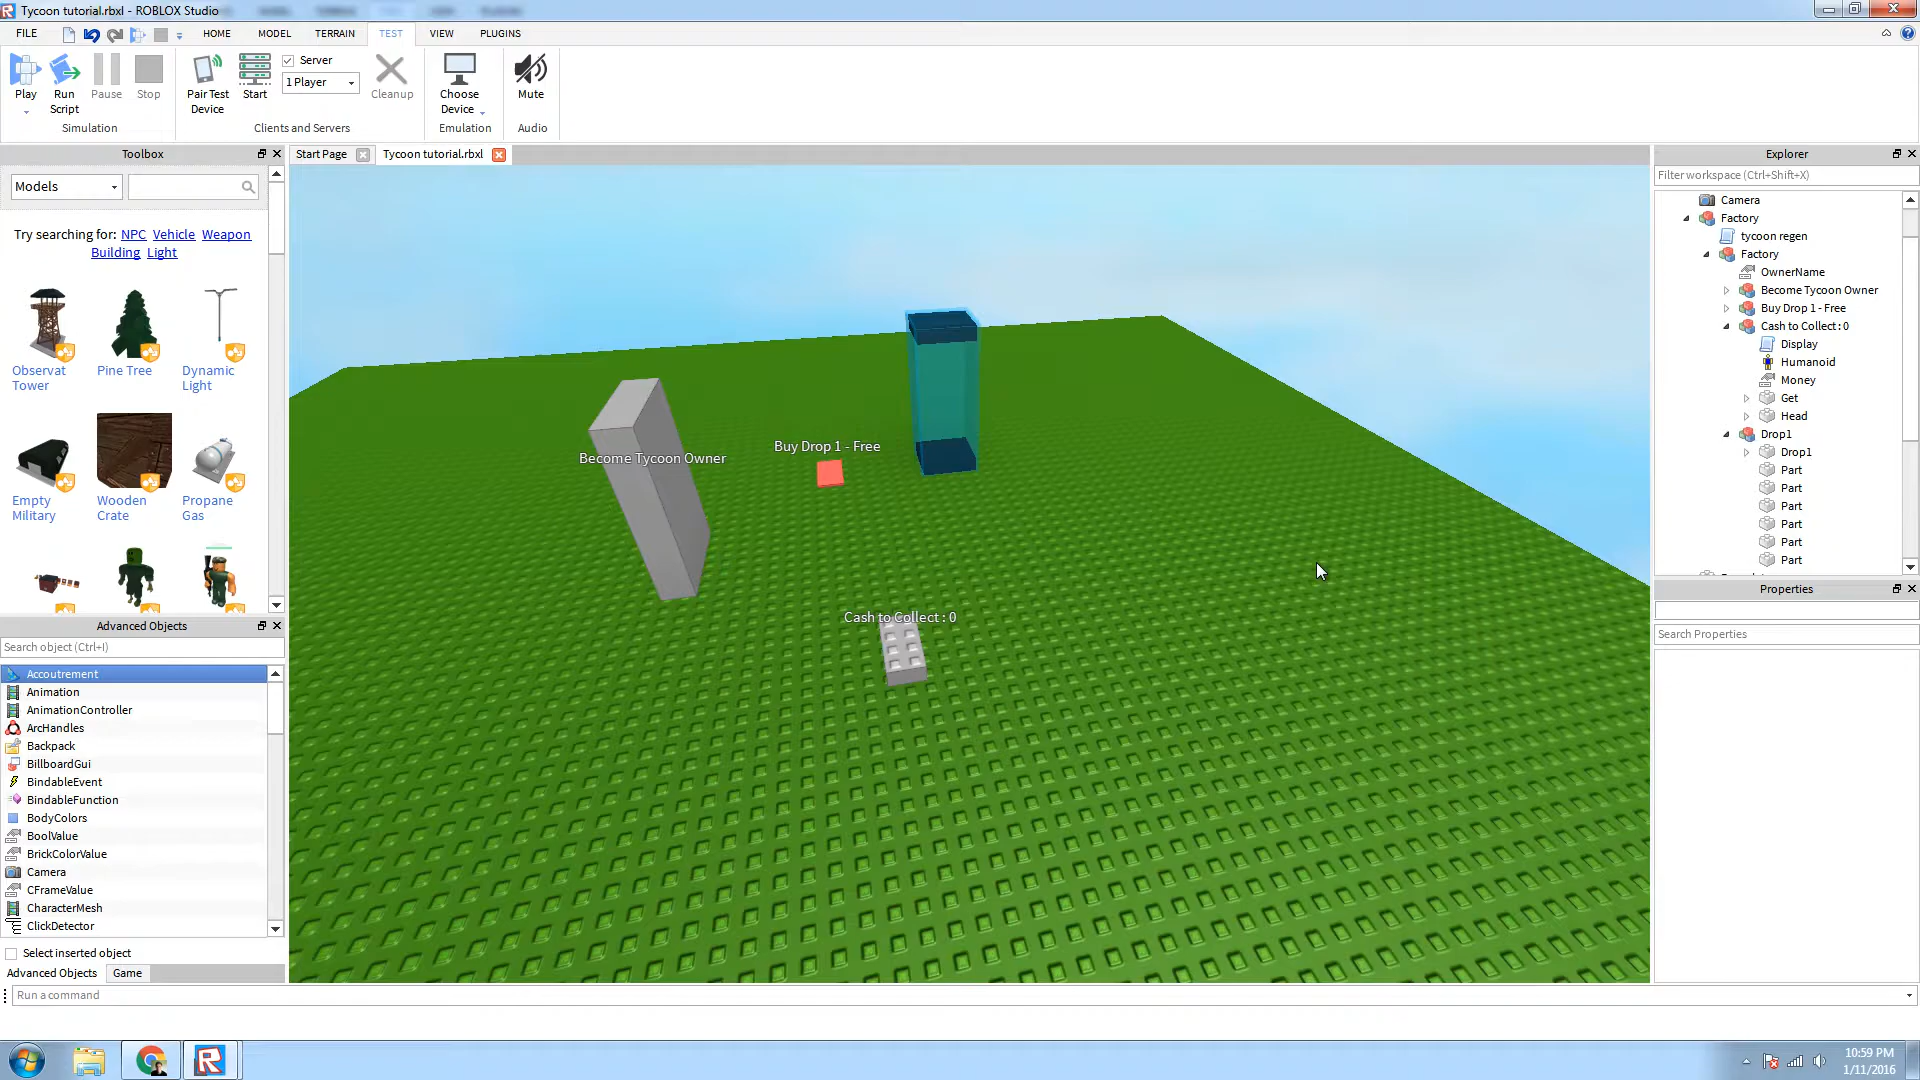 Tycoon tutorial.rbxl - ROBLOX Studio
FILE
HOME
MODEL
TERRAIN
TEST
VIEW
PLUGINS
Play
Run
Script
Pause
Stop
Simulation
Pair Test
Device
Start
Server
1 Player
Cleanup
Clients and Servers
Choose
Device
Emulation
Mute
Audio
Toolbox
Models
Try searching for: NPC Vehicle Weapon
Building Light
Observat
Tower
Pine Tree
Dynamic
Light
Empty
Military
Wooden
Crate
Propane
Gas
Advanced Objects
Search object (Ctrl+I)
Accoutrement
Animation
AnimationController
ArcHandles
Backpack
BillboardGui
BindableEvent
BindableFunction
BodyColors
BoolValue
BrickColorValue
Camera
CFrameValue
CharacterMesh
ClickDetector
Select inserted object
Advanced Objects
Game
Run a command
Start Page
Tycoon tutorial.rbxl
Become Tycoon Owner
Buy Drop 1 - Free
Cash to Collect : 0
Explorer
Filter workspace (Ctrl+Shift+X)
Camera
Factory
tycoon regen
Factory
OwnerName
Become Tycoon Owner
Buy Drop 1 - Free
Cash to Collect : 0
Display
Humanoid
Money
Get
Head
Drop1
Drop1
Part
Part
Part
Part
Part
Part
Properties
Search Properties
10:59 PM
1/11/2016